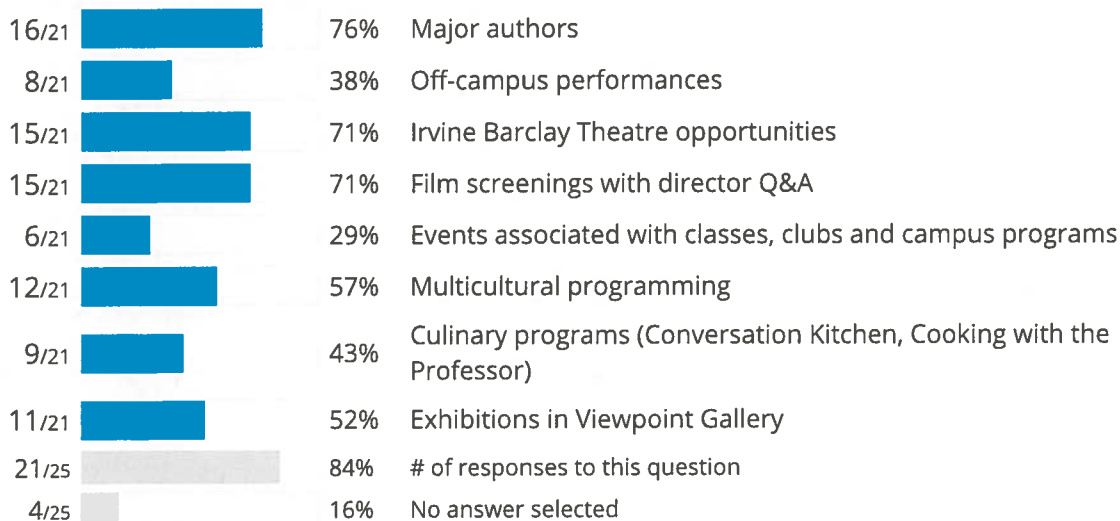 16/21 76% Major authors
8/21 38% Off-campus performances
15/21 71% Irvine Barclay Theatre opportunities
15/21 71% Film screenings with director Q&A
6/21 29% Events associated with classes, clubs and campus programs
12/21 57% Multicultural programming
9/21 43% Culinary programs (Conversation Kitchen, Cooking with the
Professor)
11/21 52% Exhibitions in Viewpoint Gallery
21/25 84% # of responses to this question
4/25 16% No answer selected